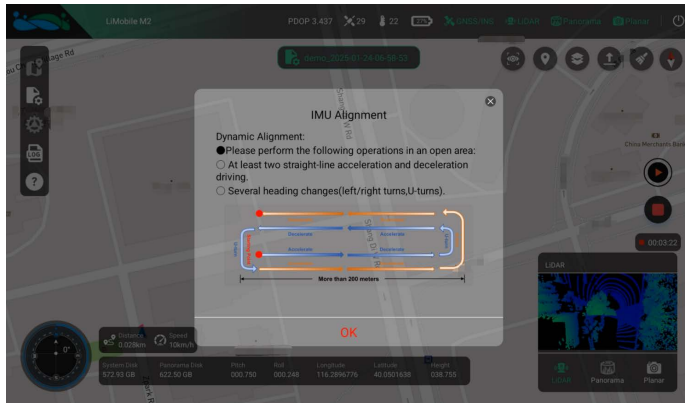 LiMobile M2
PDOP 3.437
29
22
GNSS/INS
LiDAR
Panorama
Planar
demo_2025-01-24-06-58-53
IMU Alignment
Dynamic Alignment:
●Please perform the following operations in an open area:
○ At least two straight-line acceleration and deceleration
driving.
○ Several heading changes(left/right turns,U-turns).
Decelerate
Accelerate
Accelerate
Decelerate
More than 200 meters
OK
LOG
?
China Merchants Bank
00:03:22
LiDAR
Distance
0.028km
Speed
10km/h
0°
System Disk
572.93 GB
Panorama Disk
622.50 GB
Pitch
000.750
Roll
000.248
Longitude
116.2896776
Latitude
40.0501638
Height
038.755
LiDAR
Panorama
Planar